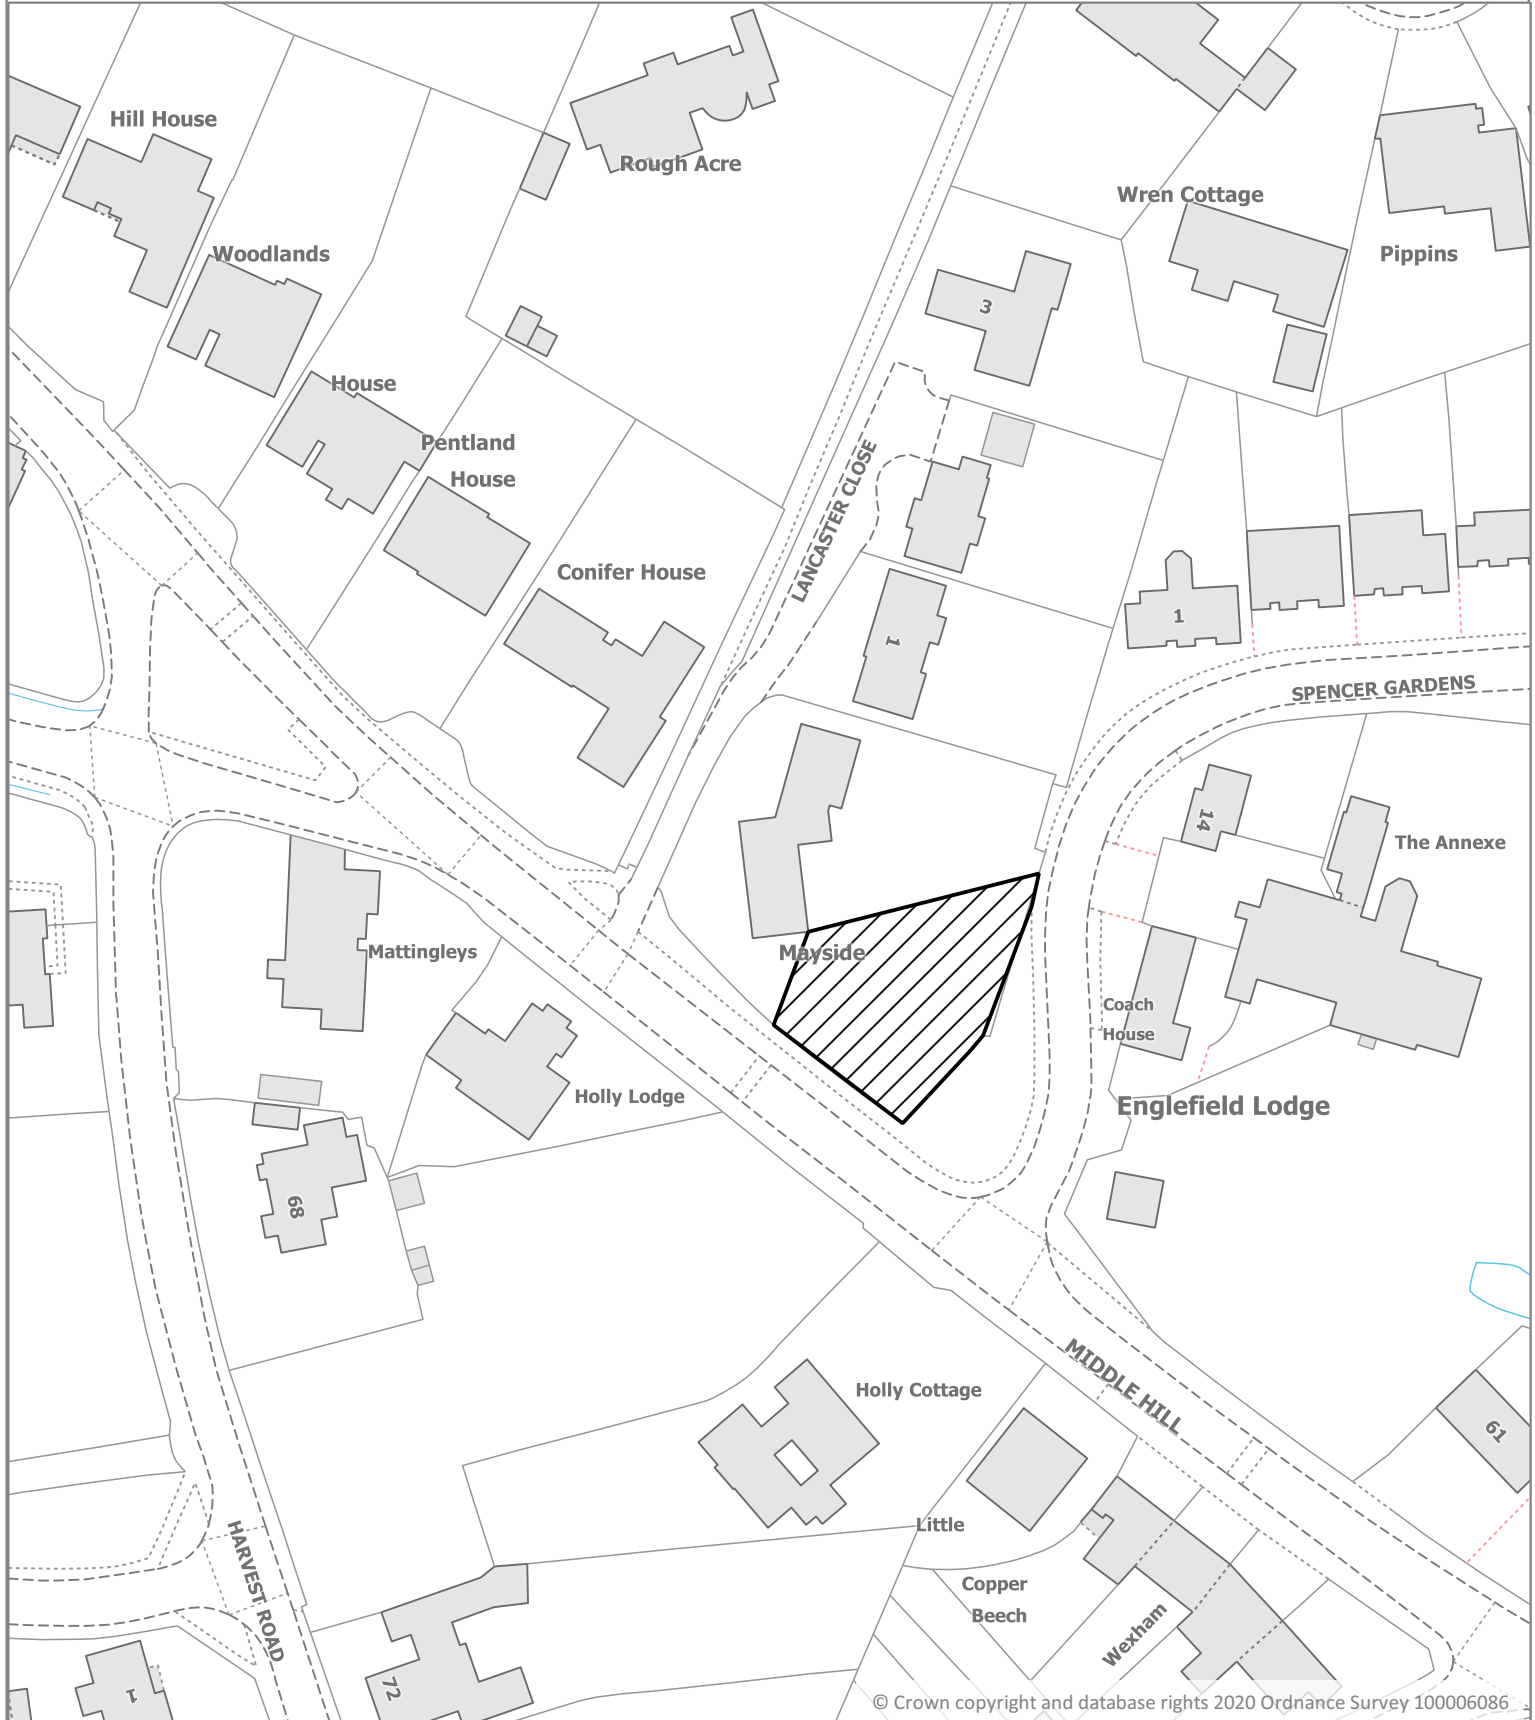 Hill House
Rough Acre
Wren Cottage
Woodlands
Pippins
3
House
Pentland
House
LANCASTER CLOSE
Conifer House
1
1
SPENCER GARDENS
14
The Annexe
Mattingleys
Mayside
Coach
House
Holly Lodge
Englefield Lodge
68
MIDDLE HILL
Holly Cottage
61
Little
HARVEST ROAD
Copper
Beech
Wexham
72
1
© Crown copyright and database rights 2020 Ordnance Survey 100006086